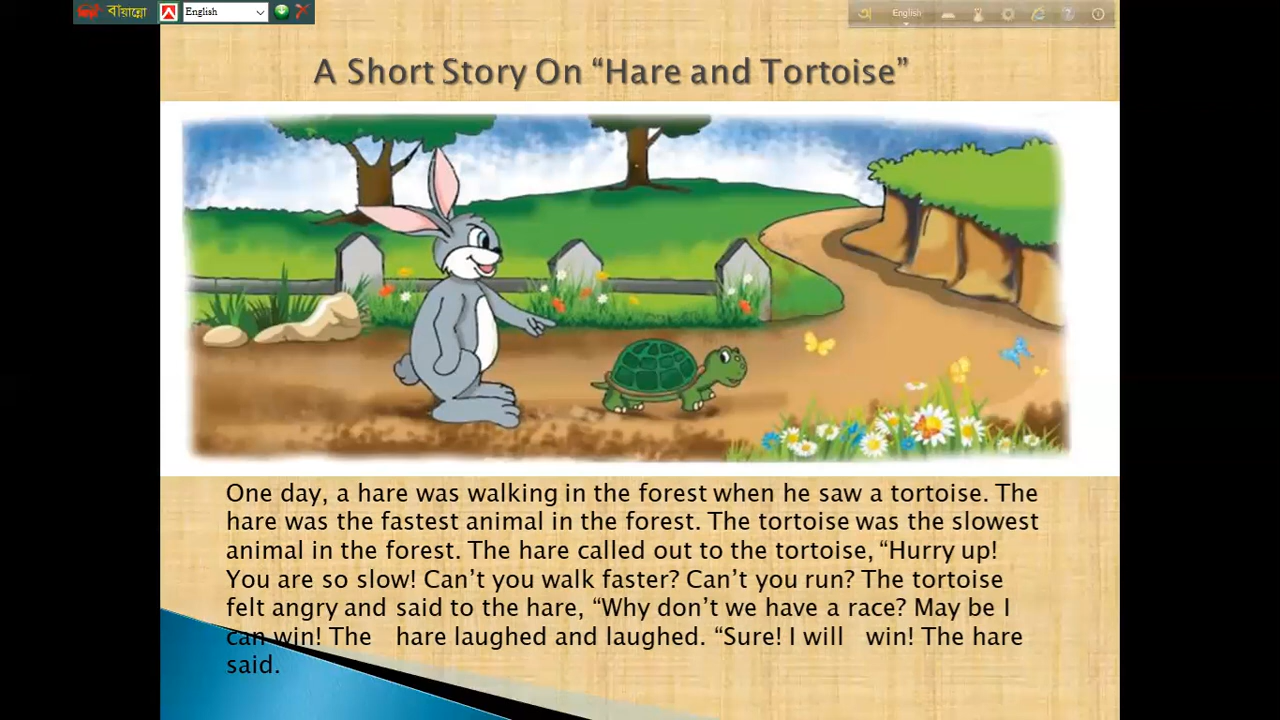 বায়ান্নো English
অ English
A Short Story On “Hare and Tortoise”
One day, a hare was walking in the forest when he saw a tortoise. The
hare was the fastest animal in the forest. The tortoise was the slowest
animal in the forest. The hare called out to the tortoise, “Hurry up!
You are so slow! Can’t you walk faster? Can’t you run? The tortoise
felt angry and said to the hare, “Why don’t we have a race? May be I
can win! The hare laughed and laughed. “Sure! I will win! The hare
said.